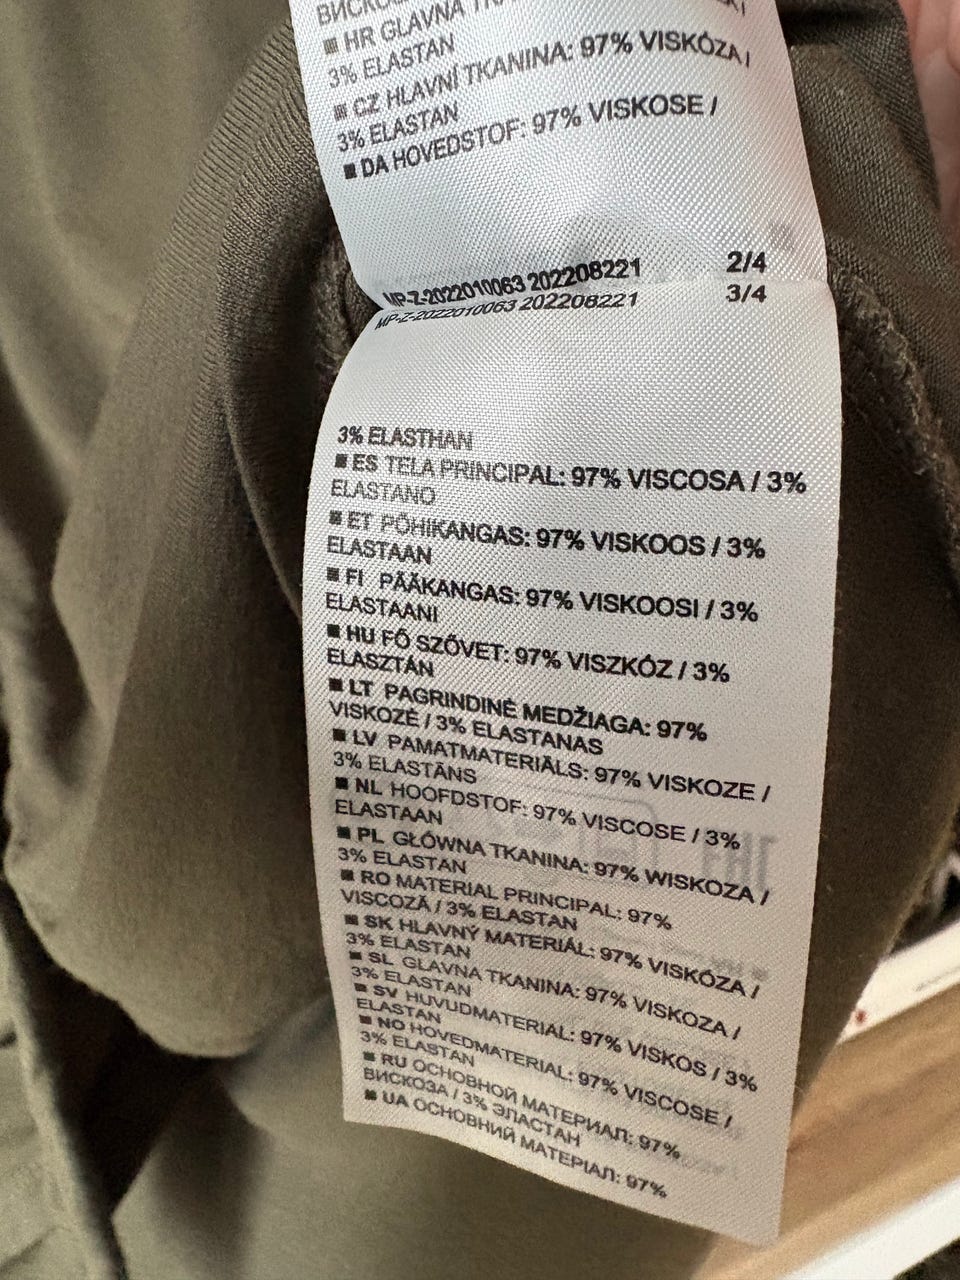 ■ HR GLAVNA
3% ELASTAN
■ CZ HLAVNÍ TKANINA: 97% VISKÓZA /
3% ELASTAN
■ DA HOVEDSTOF: 97% VISKOSE /
MP-Z-2022010063 202208221 2/4
MP-Z-2022010063 202208221 3/4
3% ELASTHAN
■ ES TELA PRINCIPAL: 97% VISCOSA / 3%
ELASTANO
■ ET PÕHIKANGAS: 97% VISKOOS / 3%
ELASTAAN
■ FI PÄÄKANGAS: 97% VISKOOSI / 3%
ELASTAANI
■ HU FŐ SZÖVET: 97% VISZKÓZ / 3%
ELASZTÁN
■ LT PAGRINDINĖ MEDŽIAGA: 97%
VISKOZĖ / 3% ELASTANAS
■ LV PAMATMATERIĀLS: 97% VISKOZE /
3% ELASTĀNS
■ NL HOOFDSTOF: 97% VISCOSE / 3%
ELASTAAN
■ PL GŁÓWNA TKANINA: 97% WISKOZA /
3% ELASTAN
■ RO MATERIAL PRINCIPAL: 97%
VISCOZĂ / 3% ELASTAN
■ SK HLAVNÝ MATERIÁL: 97% VISKÓZA /
3% ELASTAN
■ SL GLAVNA TKANINA: 97% VISKOZA /
3% ELASTAN
■ SV HUVUDMATERIAL: 97% VISKOS / 3%
ELASTAN
■ NO HOVEDMATERIAL: 97% VISCOSE /
3% ELASTAN
■ RU ОСНОВНОЙ МАТЕРИАЛ: 97%
ВИСКОЗА / 3% ЭЛАСТАН
■ UA ОСНОВНИЙ МАТЕРІАЛ: 97%